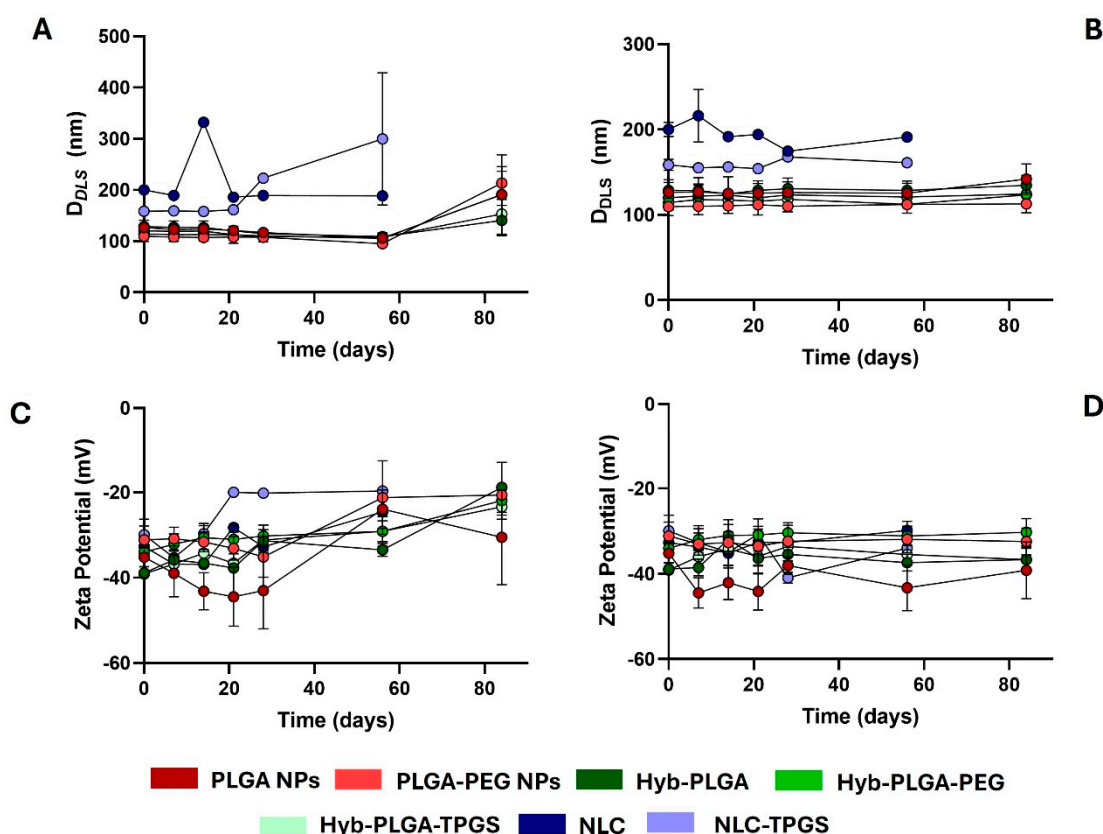 A
B
500
400
300
200
100
0
D_DLS (nm)
0 20 40 60 80
Time (days)
300
200
100
0
D_DLS (nm)
0 20 40 60 80
Time (days)
C
D
0
-20
-40
-60
Zeta Potential (mV)
0 20 40 60 80
Time (days)
0
-20
-40
-60
Zeta Potential (mV)
0 20 40 60 80
Time (days)
PLGA NPs PLGA-PEG NPs Hyb-PLGA Hyb-PLGA-PEG
Hyb-PLGA-TPGS NLC NLC-TPGS